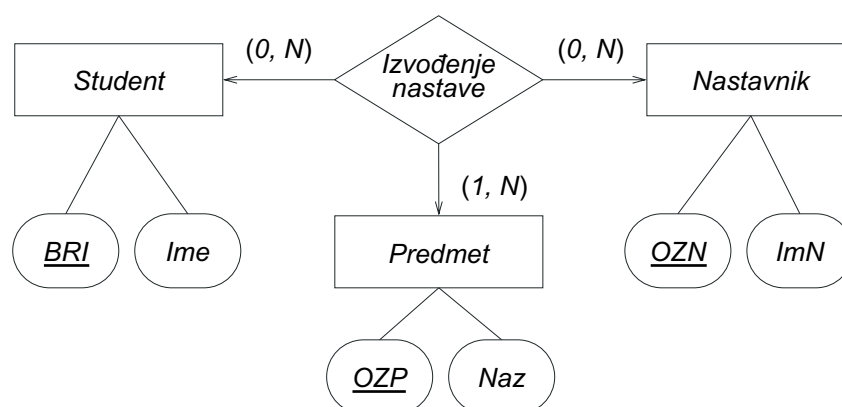 (0, N)
(0, N)
Student
Izvođenje
nastave
Nastavnik
(1, N)
BRI
Ime
Predmet
OZN
ImN
OZP
Naz